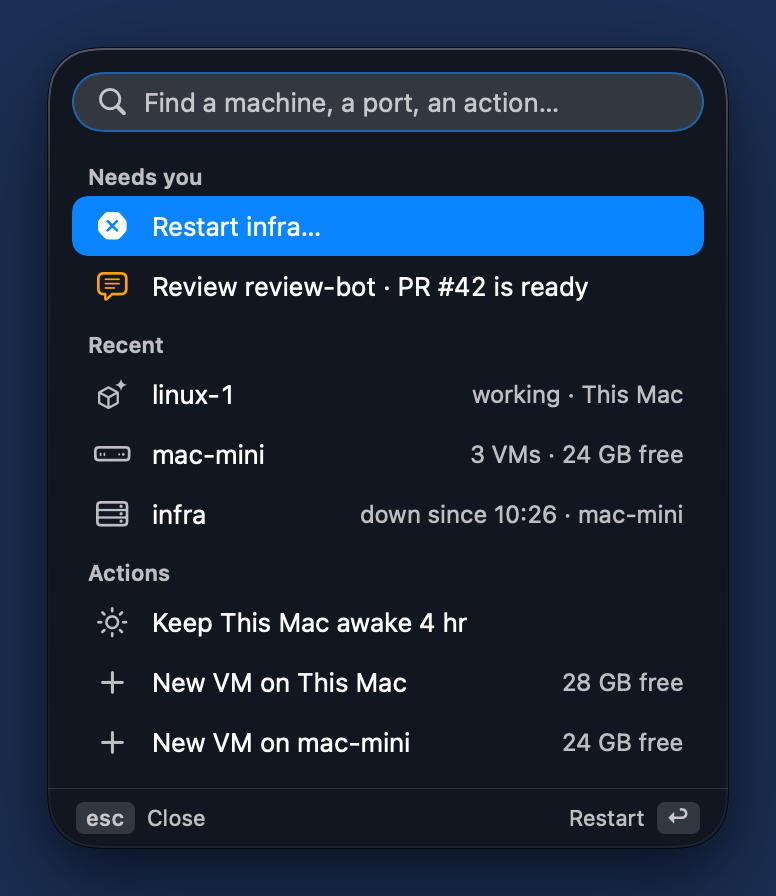 Find a machine, a port, an action…
Needs you
Restart infra…
Review review-bot · PR #42 is ready
Recent
linux-1 working · This Mac
mac-mini 3 VMs · 24 GB free
infra down since 10:26 · mac-mini
Actions
Keep This Mac awake 4 hr
New VM on This Mac 28 GB free
New VM on mac-mini 24 GB free
esc Close Restart